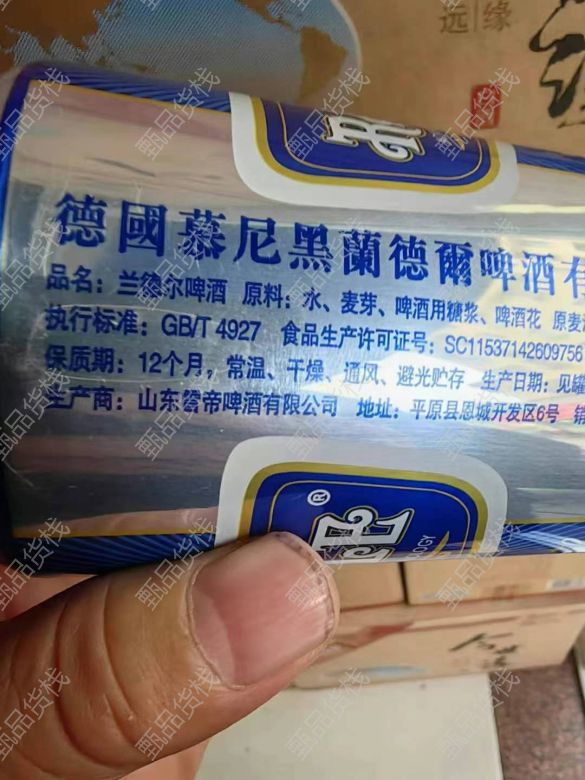 远缘
德國慕尼黑蘭德爾啤酒有
品名：兰德尔啤酒 原料：水、麦芽、啤酒用糖浆、啤酒花 原麦
执行标准：GB/T 4927 食品生产许可证号：SC11537142609756
保质期：12个月，常温、干燥、通风、避光贮存 生产日期：见罐
生产商：山东 帝啤酒有限公司 地址：平原县恩城开发区6号 销
®
OGY
甄品货栈